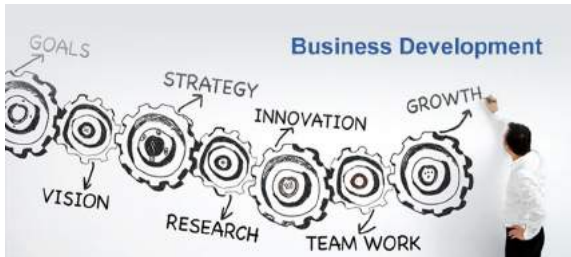 GOALS
Business Development
STRATEGY
INNOVATION
GROWTH
VISION
RESEARCH
TEAM WORK